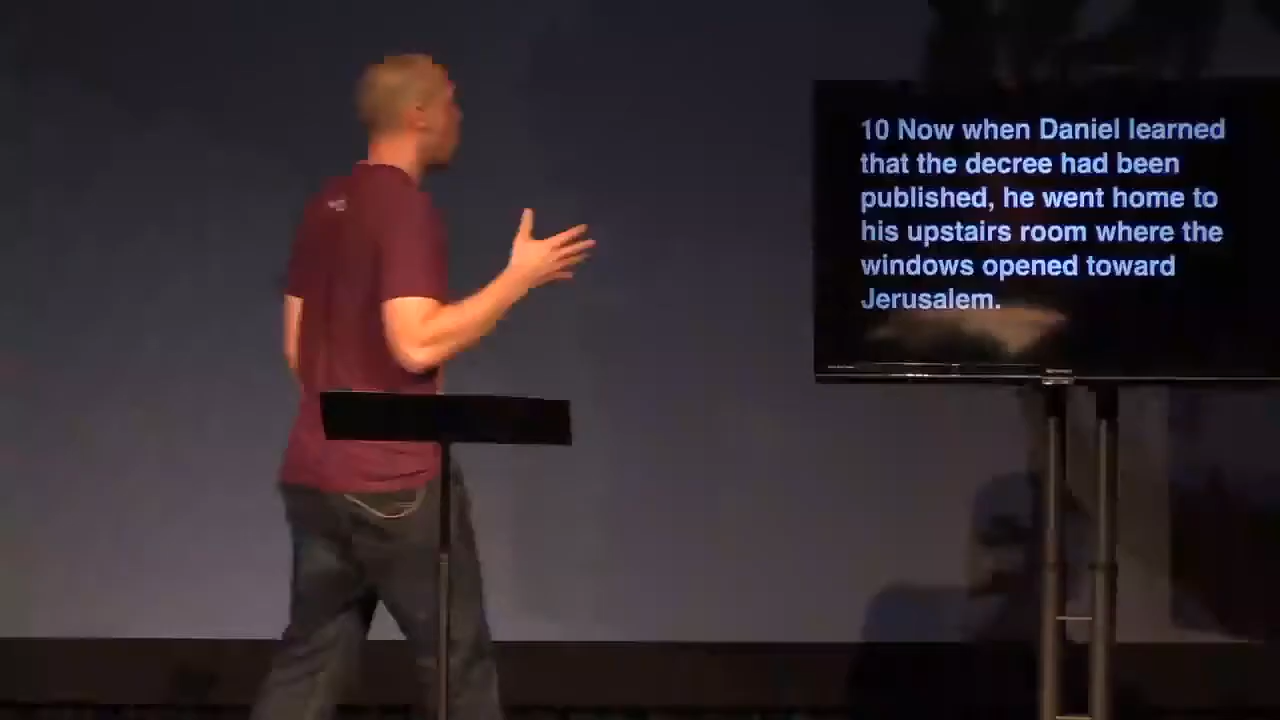 10 Now when Daniel learned
that the decree had been
published, he went home to
his upstairs room where the
windows opened toward
Jerusalem.